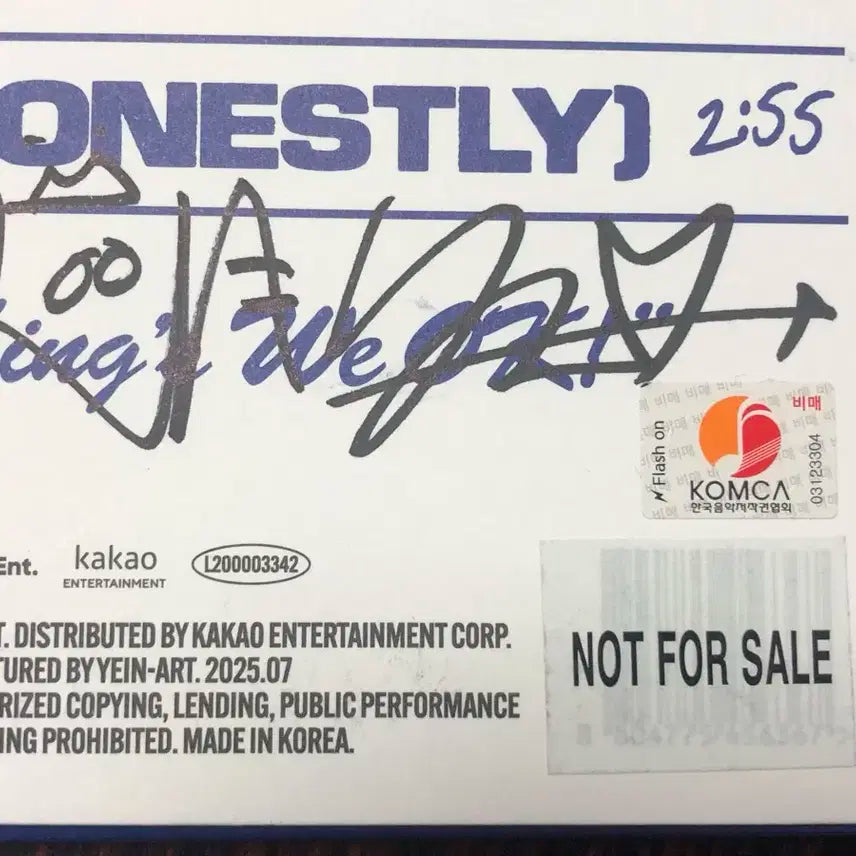 ONESTLY) 2:55
ing's We OK!"
Flash on
비매
KOMCA
한국음악저작권협회
03123304
Ent. kakao
ENTERTAINMENT
L200003342
T. DISTRIBUTED BY KAKAO ENTERTAINMENT CORP.
TURED BY YEIN-ART. 2025.07
RIZED COPYING, LENDING, PUBLIC PERFORMANCE
ING PROHIBITED. MADE IN KOREA.
NOT FOR SALE